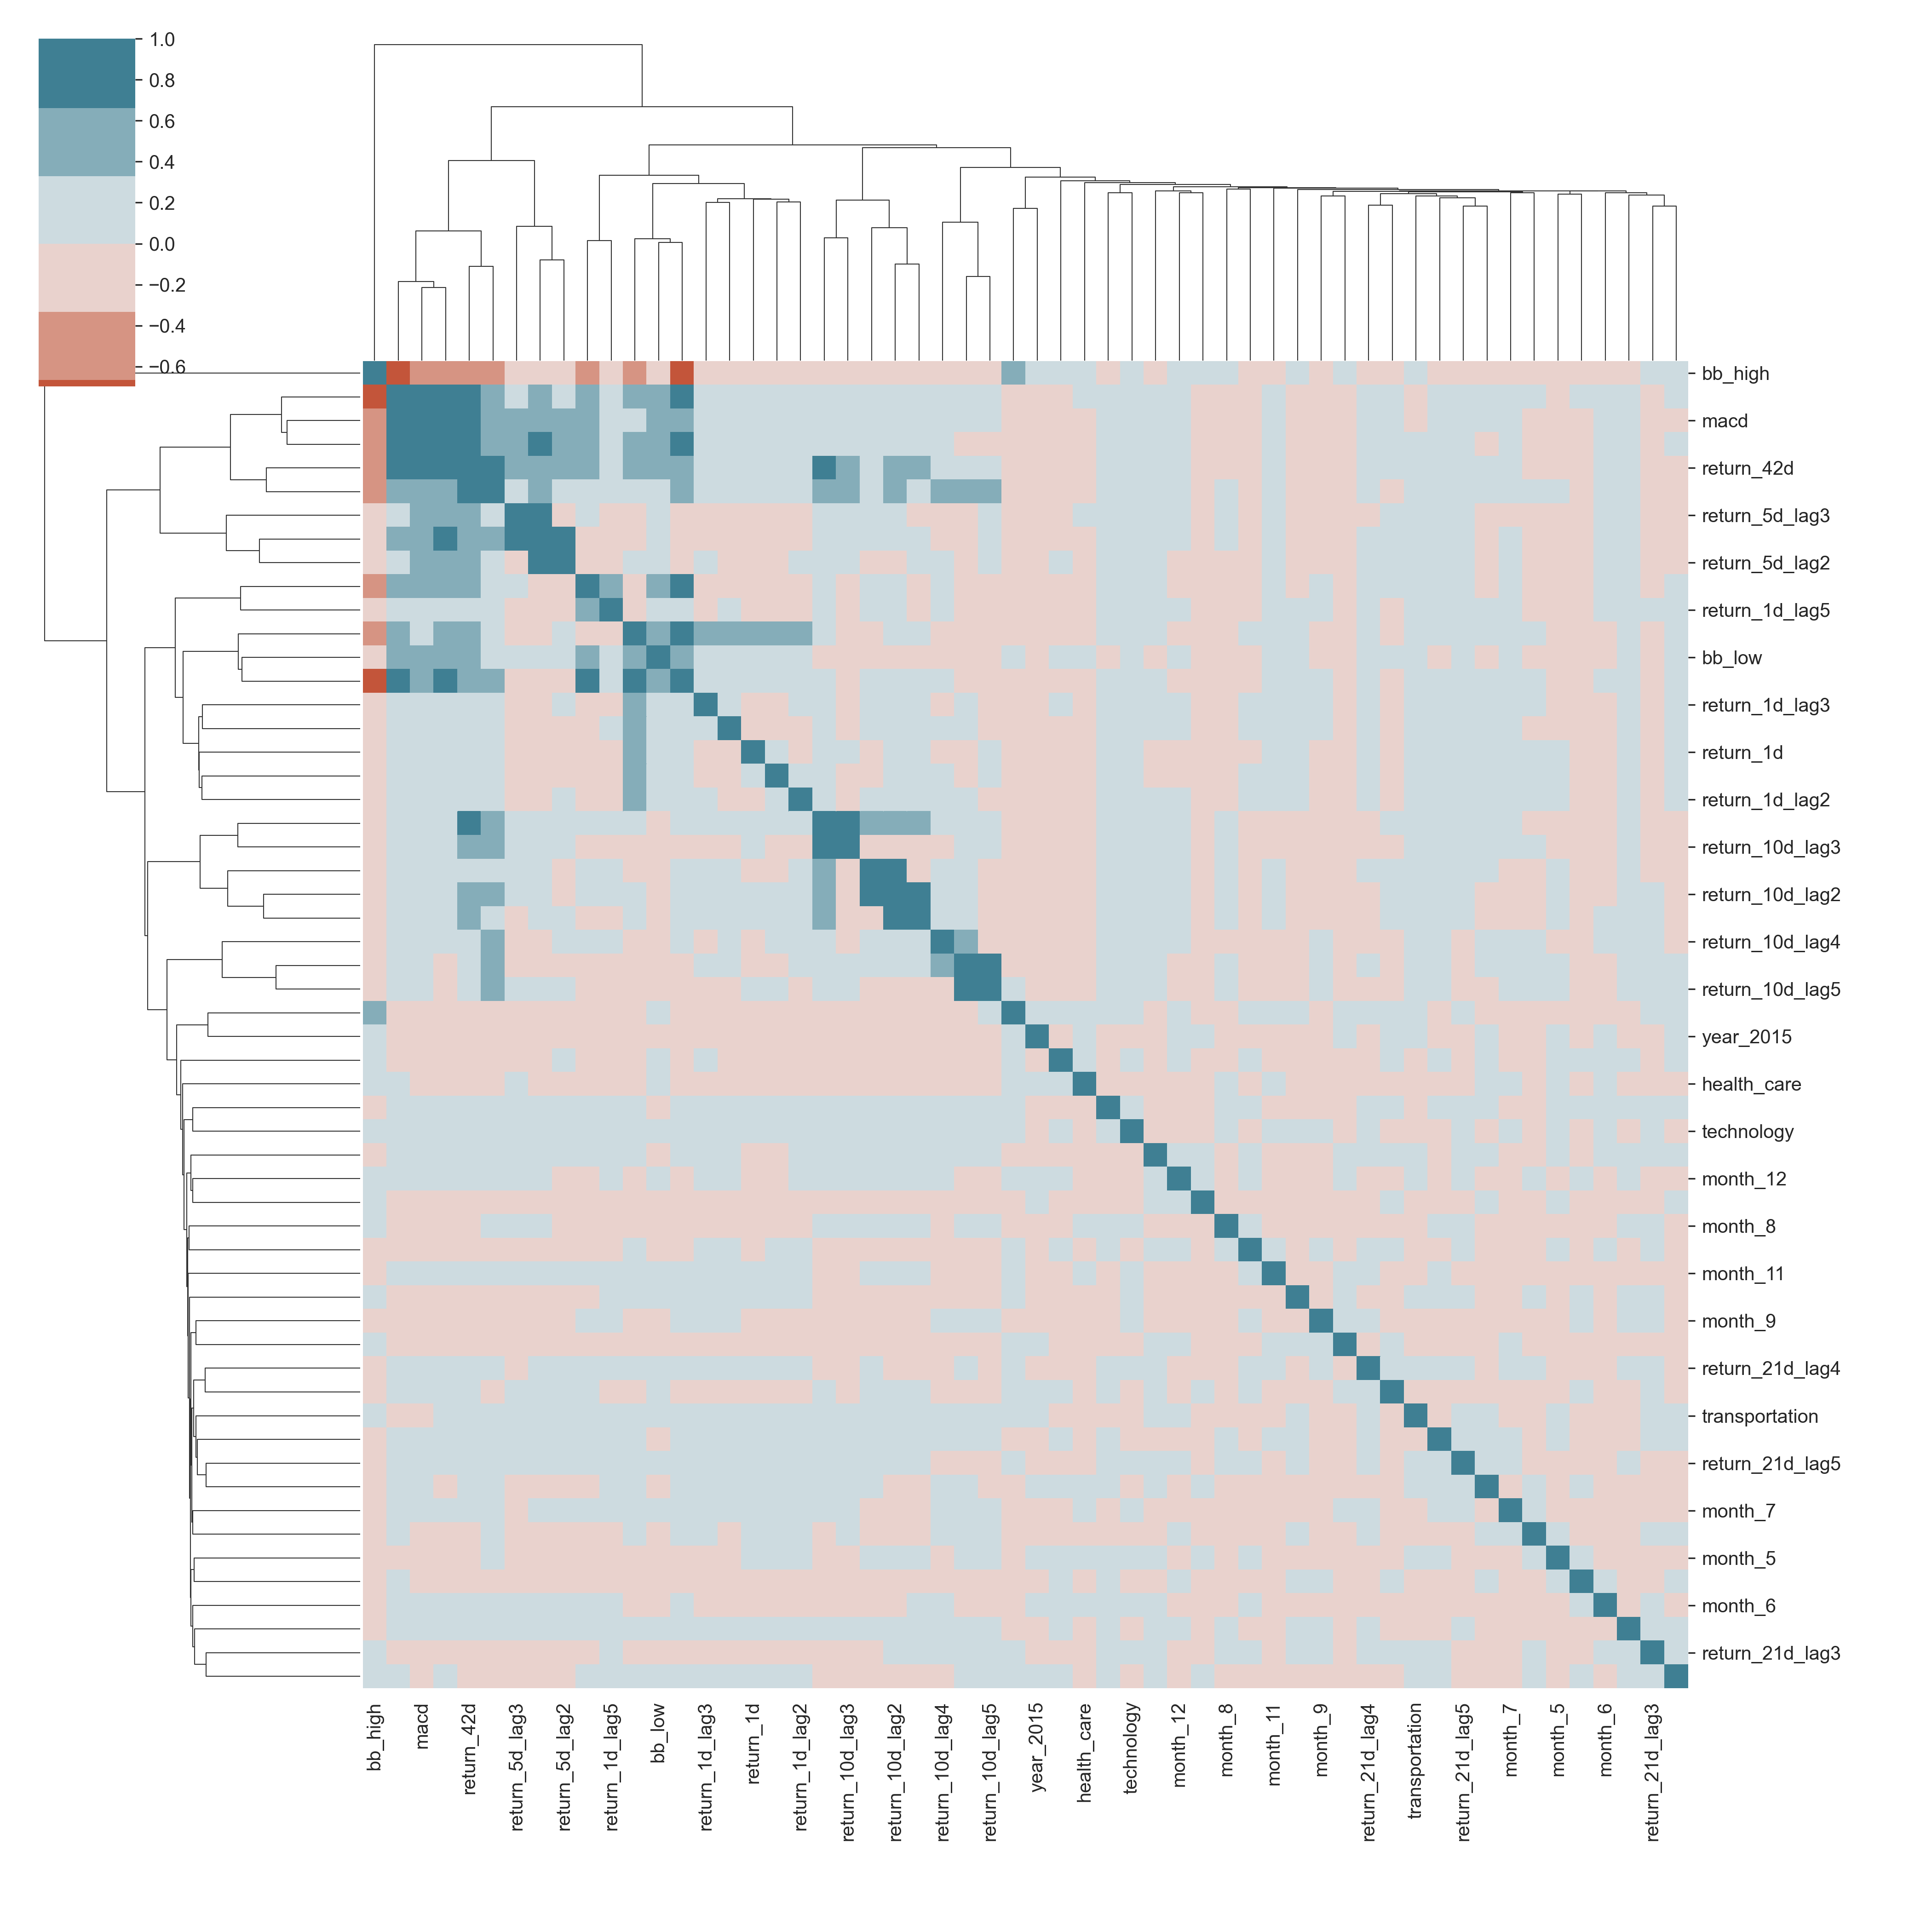 1.0
0.8
0.6
0.4
0.2
0.0
−0.2
−0.4
−0.6
bb_high
macd
return_42d
return_5d_lag3
return_5d_lag2
return_1d_lag5
bb_low
return_1d_lag3
return_1d
return_1d_lag2
return_10d_lag3
return_10d_lag2
return_10d_lag4
return_10d_lag5
year_2015
health_care
technology
month_12
month_8
month_11
month_9
return_21d_lag4
transportation
return_21d_lag5
month_7
month_5
month_6
return_21d_lag3
bb_high
macd
return_42d
return_5d_lag3
return_5d_lag2
return_1d_lag5
bb_low
return_1d_lag3
return_1d
return_1d_lag2
return_10d_lag3
return_10d_lag2
return_10d_lag4
return_10d_lag5
year_2015
health_care
technology
month_12
month_8
month_11
month_9
return_21d_lag4
transportation
return_21d_lag5
month_7
month_5
month_6
return_21d_lag3